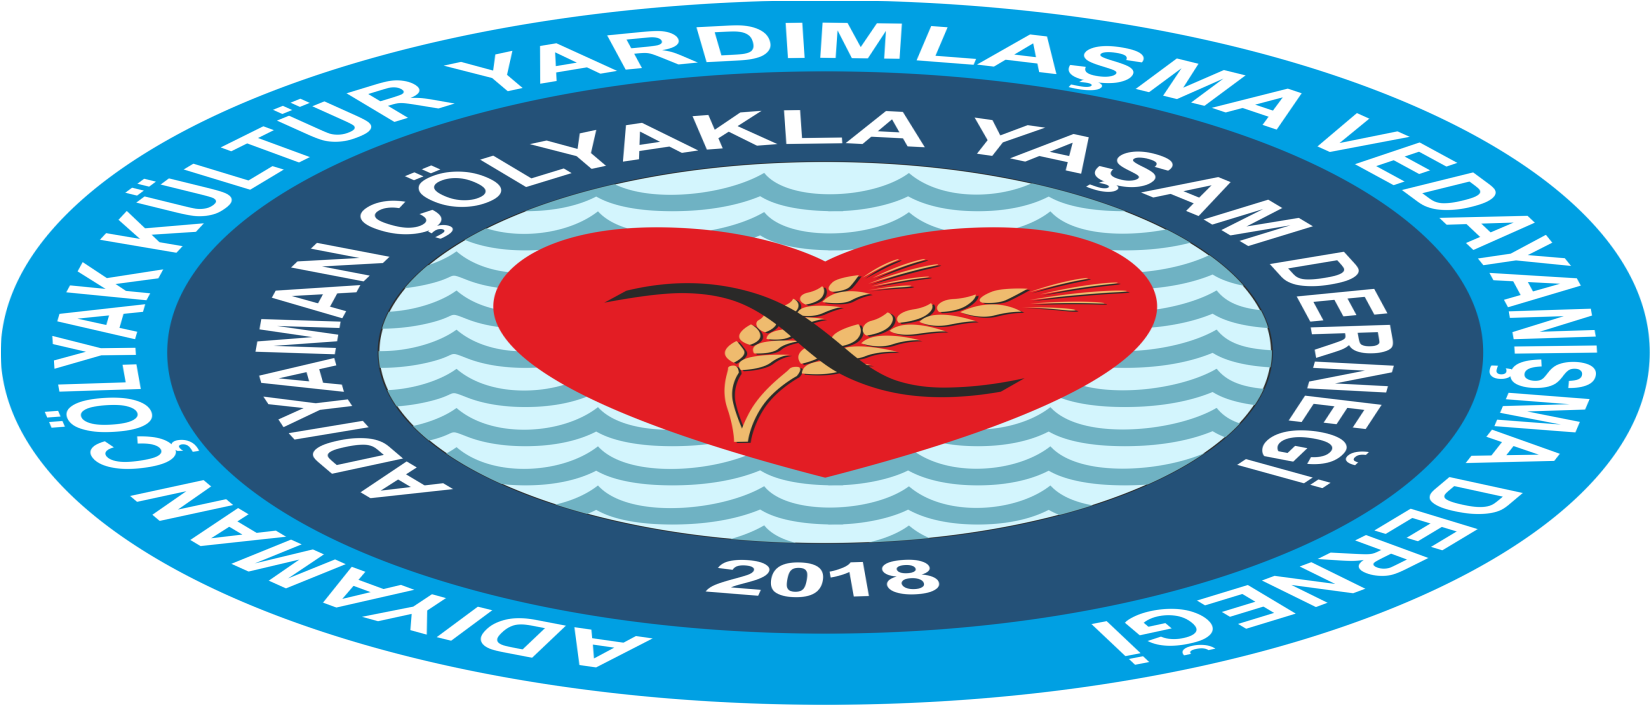 ADIYAMAN ÇÖLYAK KÜLTÜR YARDIMLAŞMA VEDAYANIŞMA DERNEĞİ
ADIYAMAN ÇÖLYAKLA YAŞAM DERNEĞİ
2018